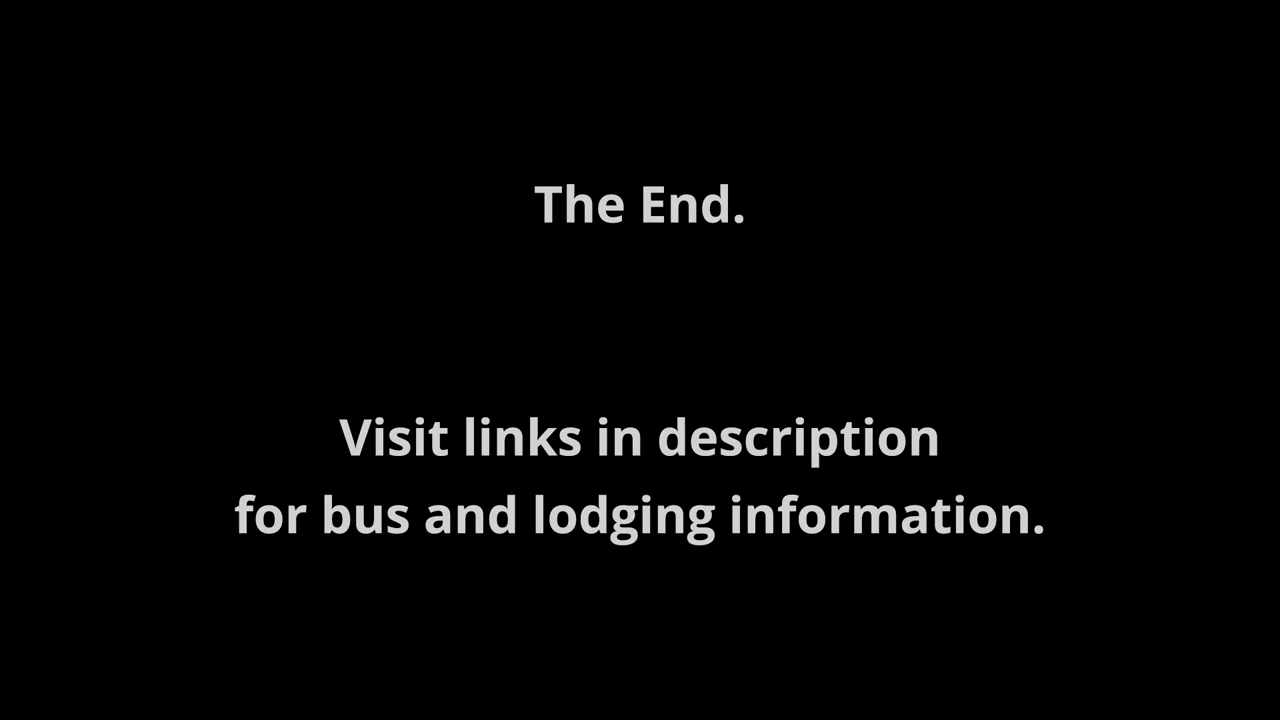 The End.
Visit links in description
for bus and lodging information.